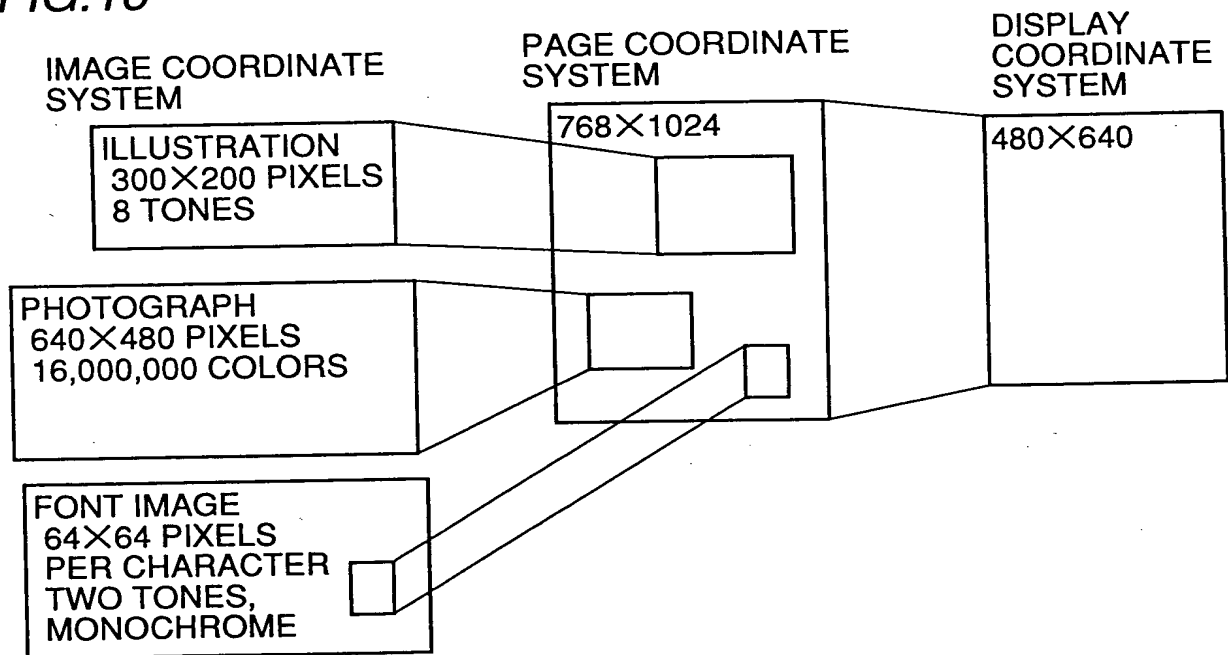 IMAGE COORDINATE
SYSTEM
PAGE COORDINATE
SYSTEM
DISPLAY
COORDINATE
SYSTEM
ILLUSTRATION
300×200 PIXELS
8 TONES
768×1024
480×640
PHOTOGRAPH
640×480 PIXELS
16,000,000 COLORS
FONT IMAGE
64×64 PIXELS
PER CHARACTER
TWO TONES,
MONOCHROME